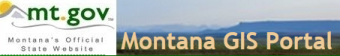 mt.gov
Montana's Official
State Website
Montana GIS Portal